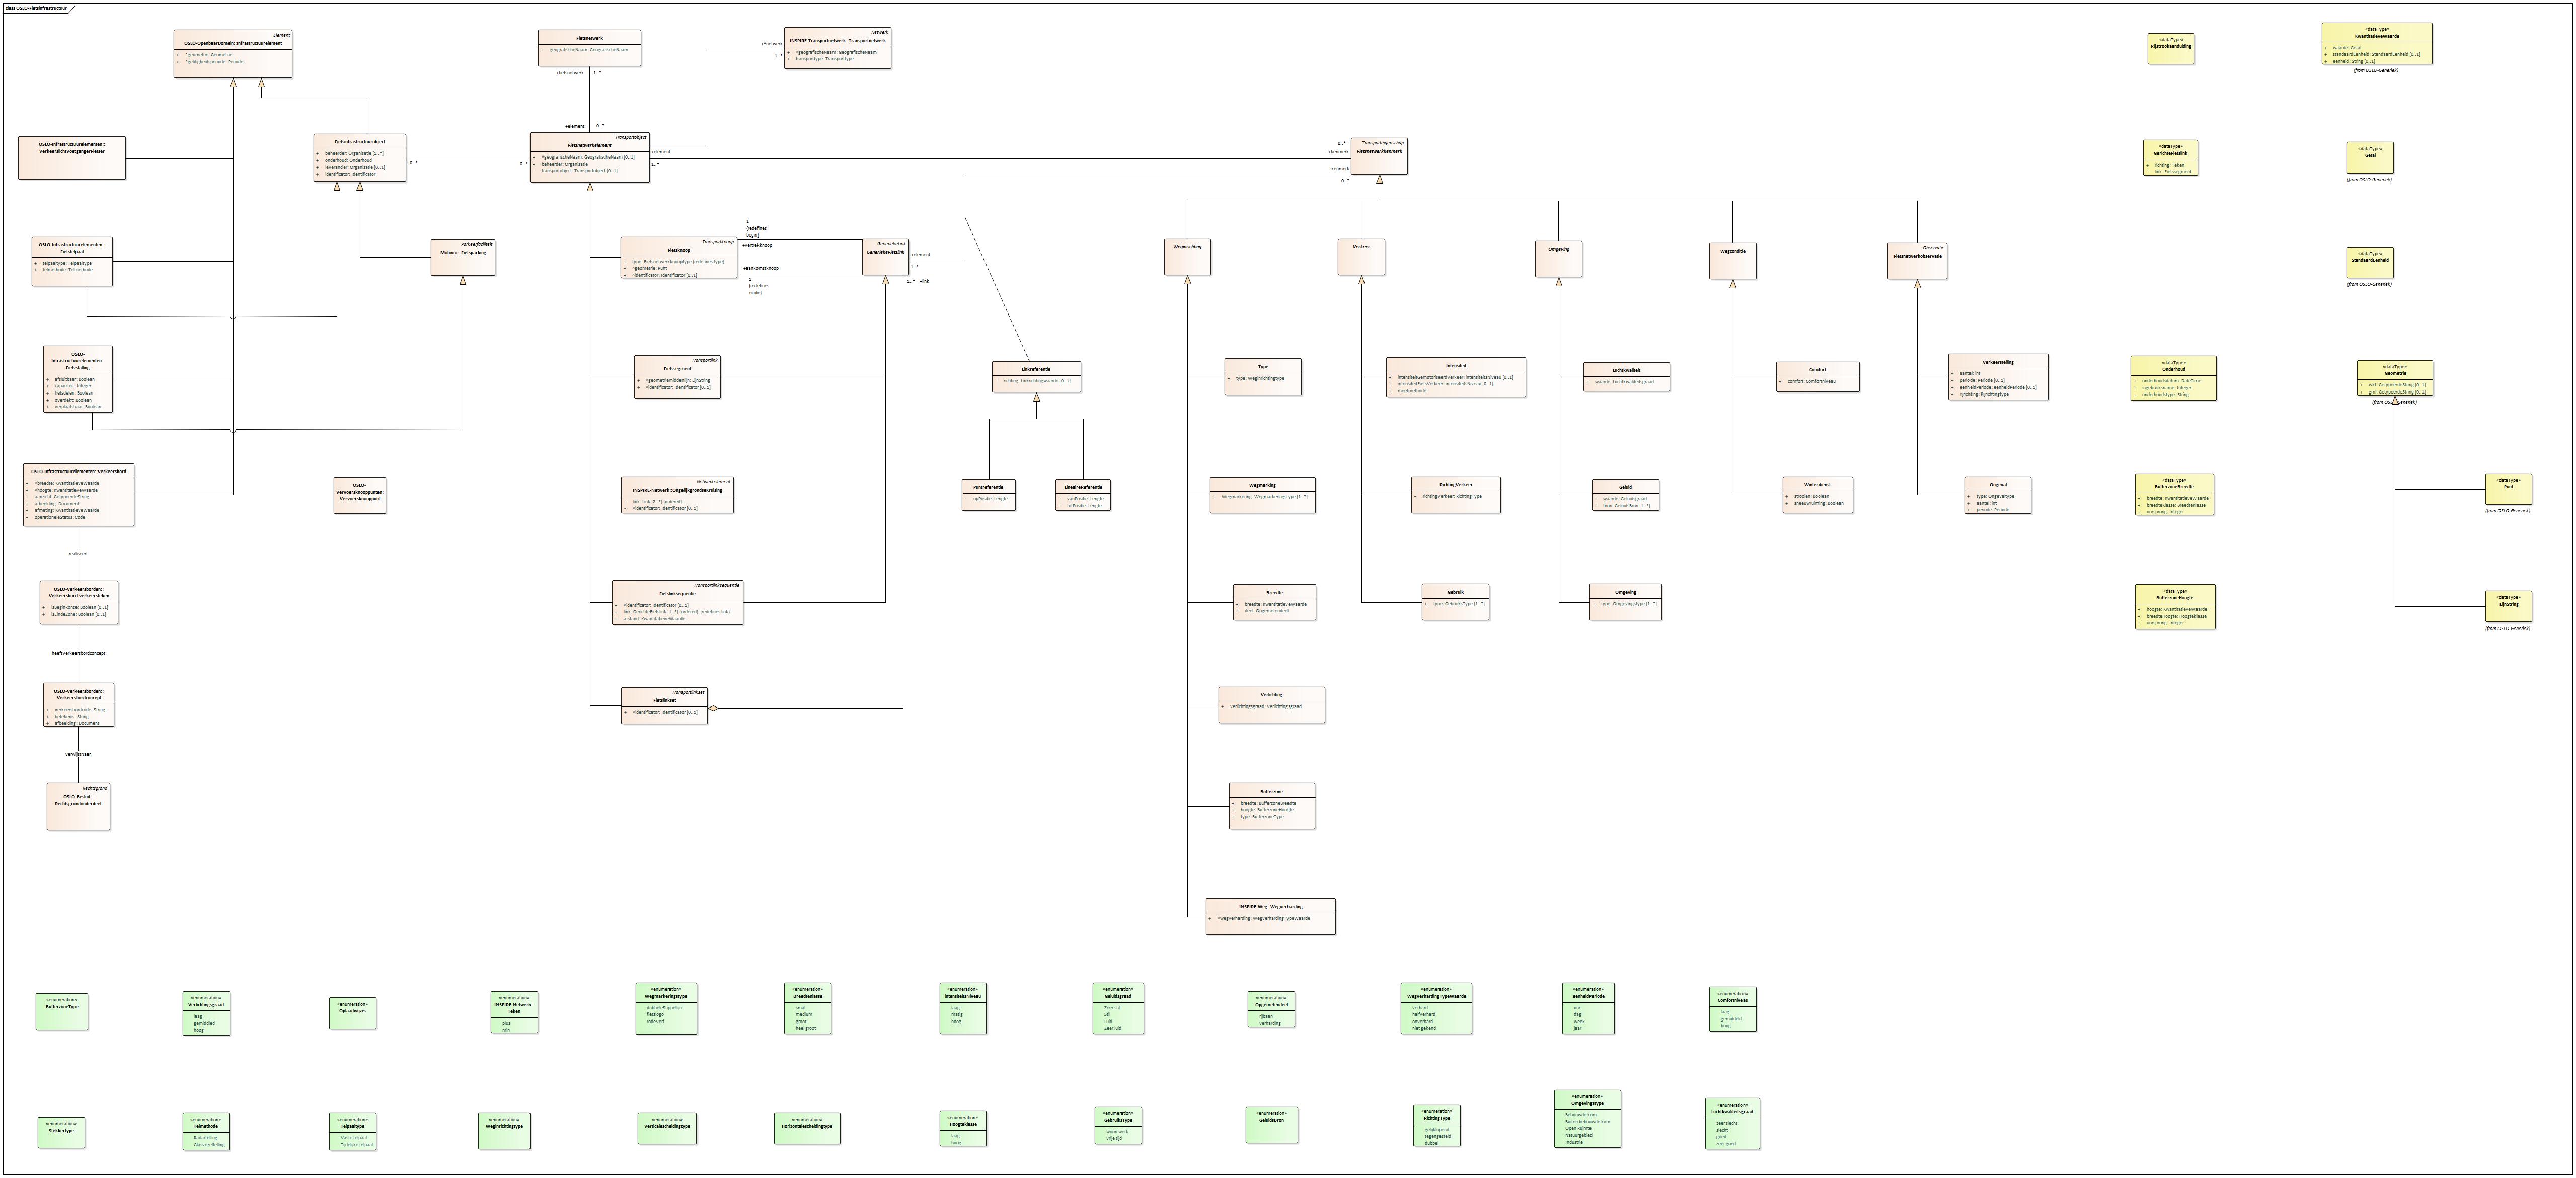 class OSLO-Fietsinfrastructuur
Element
OSLO-OpenbaarDomein::Infrastructuurelement
+ ^geometrie: Geometrie
+ ^geldigheidsperiode: Periode
Fietsnetwerk
+ geografischeNaam: GeografischeNaam
+fietsnetwerk 1..*
+element 0..*
Netwerk
INSPIRE-Transportnetwerk::Transportnetwerk
+ ^geografischeNaam: GeografischeNaam
+ transporttype: Transporttype
+^netwerk
1..*
«dataType»
Rijstrookaanduiding
«dataType»
KwantitatieveWaarde
+ waarde: Getal
+ standaardEenheid: StandaardEenheid [0..1]
+ eenheid: String [0..1]
(from OSLO-Generiek)
OSLO-Infrastructuurelementen::
VerkeerslichtVoetgangerFietser
Fietsinfrastructuurobject
+ beheerder: Organisatie [1..*]
+ onderhoud: Onderhoud
+ leverancier: Organisatie [0..1]
+ identificator: Identificator
0..*
0..*
Transportobject
Fietsnetwerkelement
+ ^geografischeNaam: GeografischeNaam [0..1]
+ beheerder: Organisatie
- transportobject: Transportobject [0..1]
+element
1..*
0..*
+kenmerk
+kenmerk
0..*
Transporteigenschap
Fietsnetwerkkenmerk
«dataType»
GerichteFietslink
+ richting: Teken
- link: Fietssegment
«dataType»
Getal
(from OSLO-Generiek)
OSLO-Infrastructuurelementen::
Fietstelpaal
+ telpaaltype: Telpaaltype
+ telmethode: Telmethode
Parkeerfaciliteit
Mobivoc::Fietsparking
Transportknoop
Fietsknoop
+ type: Fietsnetwerkknooptype {redefines type}
+ ^geometrie: Punt
+ ^identificator: Identificator [0..1]
1
{redefines
begin}
+vertrekknoop
+aankomstknoop
1
{redefines
einde}
GeneriekeLink
GeneriekeFietslink
+element
1..*
1..* +link
Weginrichting
Verkeer
Omgeving
Wegconditie
Observatie
Fietsnetwerkobservatie
«dataType»
StandaardEenheid
(from OSLO-Generiek)
OSLO-
Infrastructuurelementen::
Fietsstalling
+ afsluitbaar: Boolean
+ capaciteit: Integer
+ fietsdelen: Boolean
+ overdekt: Boolean
+ verplaatsbaar: Boolean
Transportlink
Fietssegment
+ ^geometriemiddenlijn: LijnString
+ ^identificator: Identificator [0..1]
Linkreferentie
- richting: Linkrichtingwaarde [0..1]
Type
+ type: Weginrichtingtype
Intensiteit
+ intensiteitGemotoriseerdVerkeer: IntensiteitsNiveau [0..1]
+ intensiteitFietsVerkeer: IntensiteitsNiveau [0..1]
+ meetmethode
Luchtkwaliteit
+ waarde: Luchtkwaliteitsgraad
Comfort
+ comfort: ComfortNiveau
Verkeerstelling
+ aantal: int
+ periode: Periode [0..1]
+ eenheidPeriode: eenheidPeriode [0..1]
+ rijrichting: Rijrichtingtype
«dataType»
Onderhoud
+ onderhoudsdatum: DateTime
+ ingebruikname: Integer
+ onderhoudstype: String
«dataType»
Geometrie
+ wkt: GetypeerdeString [0..1]
+ gml: GetypeerdeString [0..1]
(from OSLO-Generiek)
OSLO-Infrastructuurelementen::Verkeersbord
+ ^breedte: KwantitatieveWaarde
+ ^hoogte: KwantitatieveWaarde
+ aanzicht: GetypeerdeString
+ afbeelding: Document
+ afmeting: KwantitatieveWaarde
+ operationeleStatus: Code
OSLO-
Vervoersknooppunten:
:Vervoersknooppunt
Netwerkelement
INSPIRE-Netwerk::OngelijkgrondseKruising
- link: Link [2..*] {ordered}
- ^identificator: Identificator [0..1]
Puntreferentie
- opPositie: Lengte
LineaireReferentie
- vanPositie: Lengte
- totPositie: Lengte
Wegmarking
+ Wegmarkering: Wegmarkeringstype [1..*]
RichtingVerkeer
+ richtingVerkeer: RichtingType
Geluid
+ waarde: Geluidsgraad
+ bron: GeluidsBron [1..*]
Winterdienst
+ strooien: Boolean
+ sneeuwruiming: Boolean
Ongeval
+ type: Ongevaltype
+ aantal: int
+ periode: Periode
«dataType»
BufferzoneBreedte
+ breedte: KwantitatieveWaarde
+ breedteKlasse: BreedteKlasse
+ oorsprong: Integer
«dataType»
Punt
(from OSLO-Generiek)
realiseert
OSLO-Verkeersborden::
Verkeersbord-verkeersteken
+ isBeginZone: Boolean [0..1]
+ isEindeZone: Boolean [0..1]
Transportlinksequentie
Fietslinksequentie
+ ^identificator: Identificator [0..1]
+ link: GerichteFietslink [1..*] {ordered} {redefines link}
+ afstand: KwantitatieveWaarde
Breedte
+ breedte: KwantitatieveWaarde
+ deel: Opgemetendeel
Gebruik
+ type: GebruiksType [1..*]
Omgeving
+ type: Omgevingstype [1..*]
«dataType»
BufferzoneHoogte
+ hoogte: KwantitatieveWaarde
+ breedteHoogte: HoogteKlasse
+ oorsprong: Integer
«dataType»
LijnString
(from OSLO-Generiek)
heeftVerkeersbordconcept
OSLO-Verkeersborden::
Verkeersbordconcept
+ verkeersbordcode: String
+ betekenis: String
+ afbeelding: Document
Transportlinkset
Fietslinkset
+ ^identificator: Identificator [0..1]
Verlichting
+ verlichtingsgraad: Verlichtingsgraad
verwijstNaar
Rechtsgrond
OSLO-Besluit::
Rechtsgrondonderdeel
Bufferzone
+ breedte: BufferzoneBreedte
+ hoogte: BufferzoneHoogte
+ type: BufferzoneType
INSPIRE-Weg::Wegverharding
+ ^wegverharding: WegverhardingTypeWaarde
«enumeration»
BufferzoneType
«enumeration»
Verlichtingsgraad
laag
gemiddled
hoog
«enumeration»
Oplaadwijzes
«enumeration»
INSPIRE-Netwerk::
Teken
plus
min
«enumeration»
Wegmarkeringstype
dubbeleStippellijn
fietslogo
rodeverf
«enumeration»
BreedteKlasse
smal
medium
groot
heel groot
«enumeration»
IntensiteitsNiveau
laag
matig
hoog
«enumeration»
Geluidsgraad
Zeer stil
Stil
Luid
Zeer luid
«enumeration»
Opgemetendeel
rijbaan
verharding
«enumeration»
WegverhardingTypeWaarde
verhard
halfverhard
onverhard
niet gekend
«enumeration»
eenheidPeriode
uur
dag
week
jaar
«enumeration»
ComfortNiveau
laag
gemiddeld
hoog
«enumeration»
Stekkertype
«enumeration»
Telmethode
Radartelling
Glasvezeltelling
«enumeration»
Telpaaltype
Vaste telpaal
Tijdelijke telpaal
«enumeration»
Weginrichtingtype
«enumeration»
Verticalescheidingtype
«enumeration»
Horizontalescheidingtype
«enumeration»
Hoogteklasse
laag
hoog
«enumeration»
GebruiksType
woon werk
vrije tijd
«enumeration»
GeluidsBron
«enumeration»
RichtingType
gelijklopend
tegengesteld
dubbel
«enumeration»
Omgevingstype
Bebouwde kom
Buiten bebouwde kom
Open Ruimte
Natuurgebied
Industrie
«enumeration»
Luchtkwaliteitsgraad
zeer slecht
slecht
goed
zeer goed